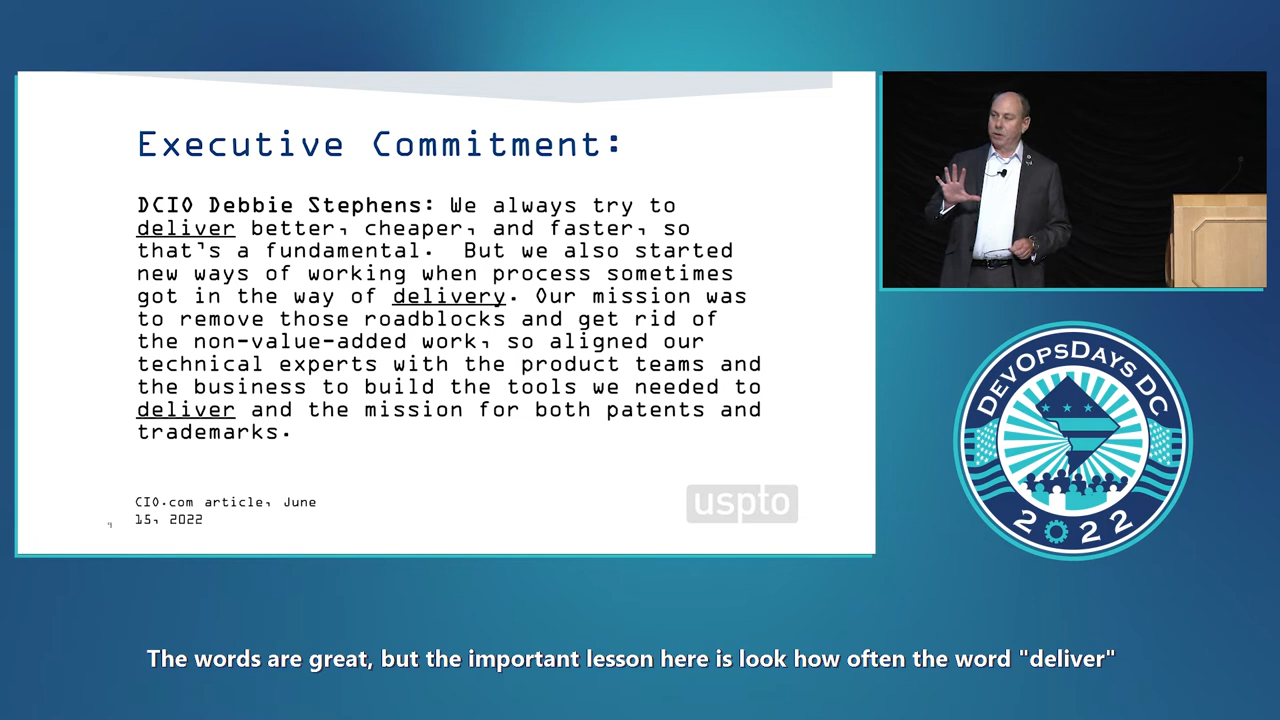 Executive Commitment:
DCIO Debbie Stephens: We always try to
deliver better, cheaper, and faster, so
that's a fundamental.  But we also started
new ways of working when process sometimes
got in the way of delivery. Our mission was
to remove those roadblocks and get rid of
the non-value-added work, so aligned our
technical experts with the product teams and
the business to build the tools we needed to
deliver and the mission for both patents and
trademarks.
CIO.com article, June
15, 2022
uspto
DEVOPSDAYS DC
2022
The words are great, but the important lesson here is look how often the word "deliver"